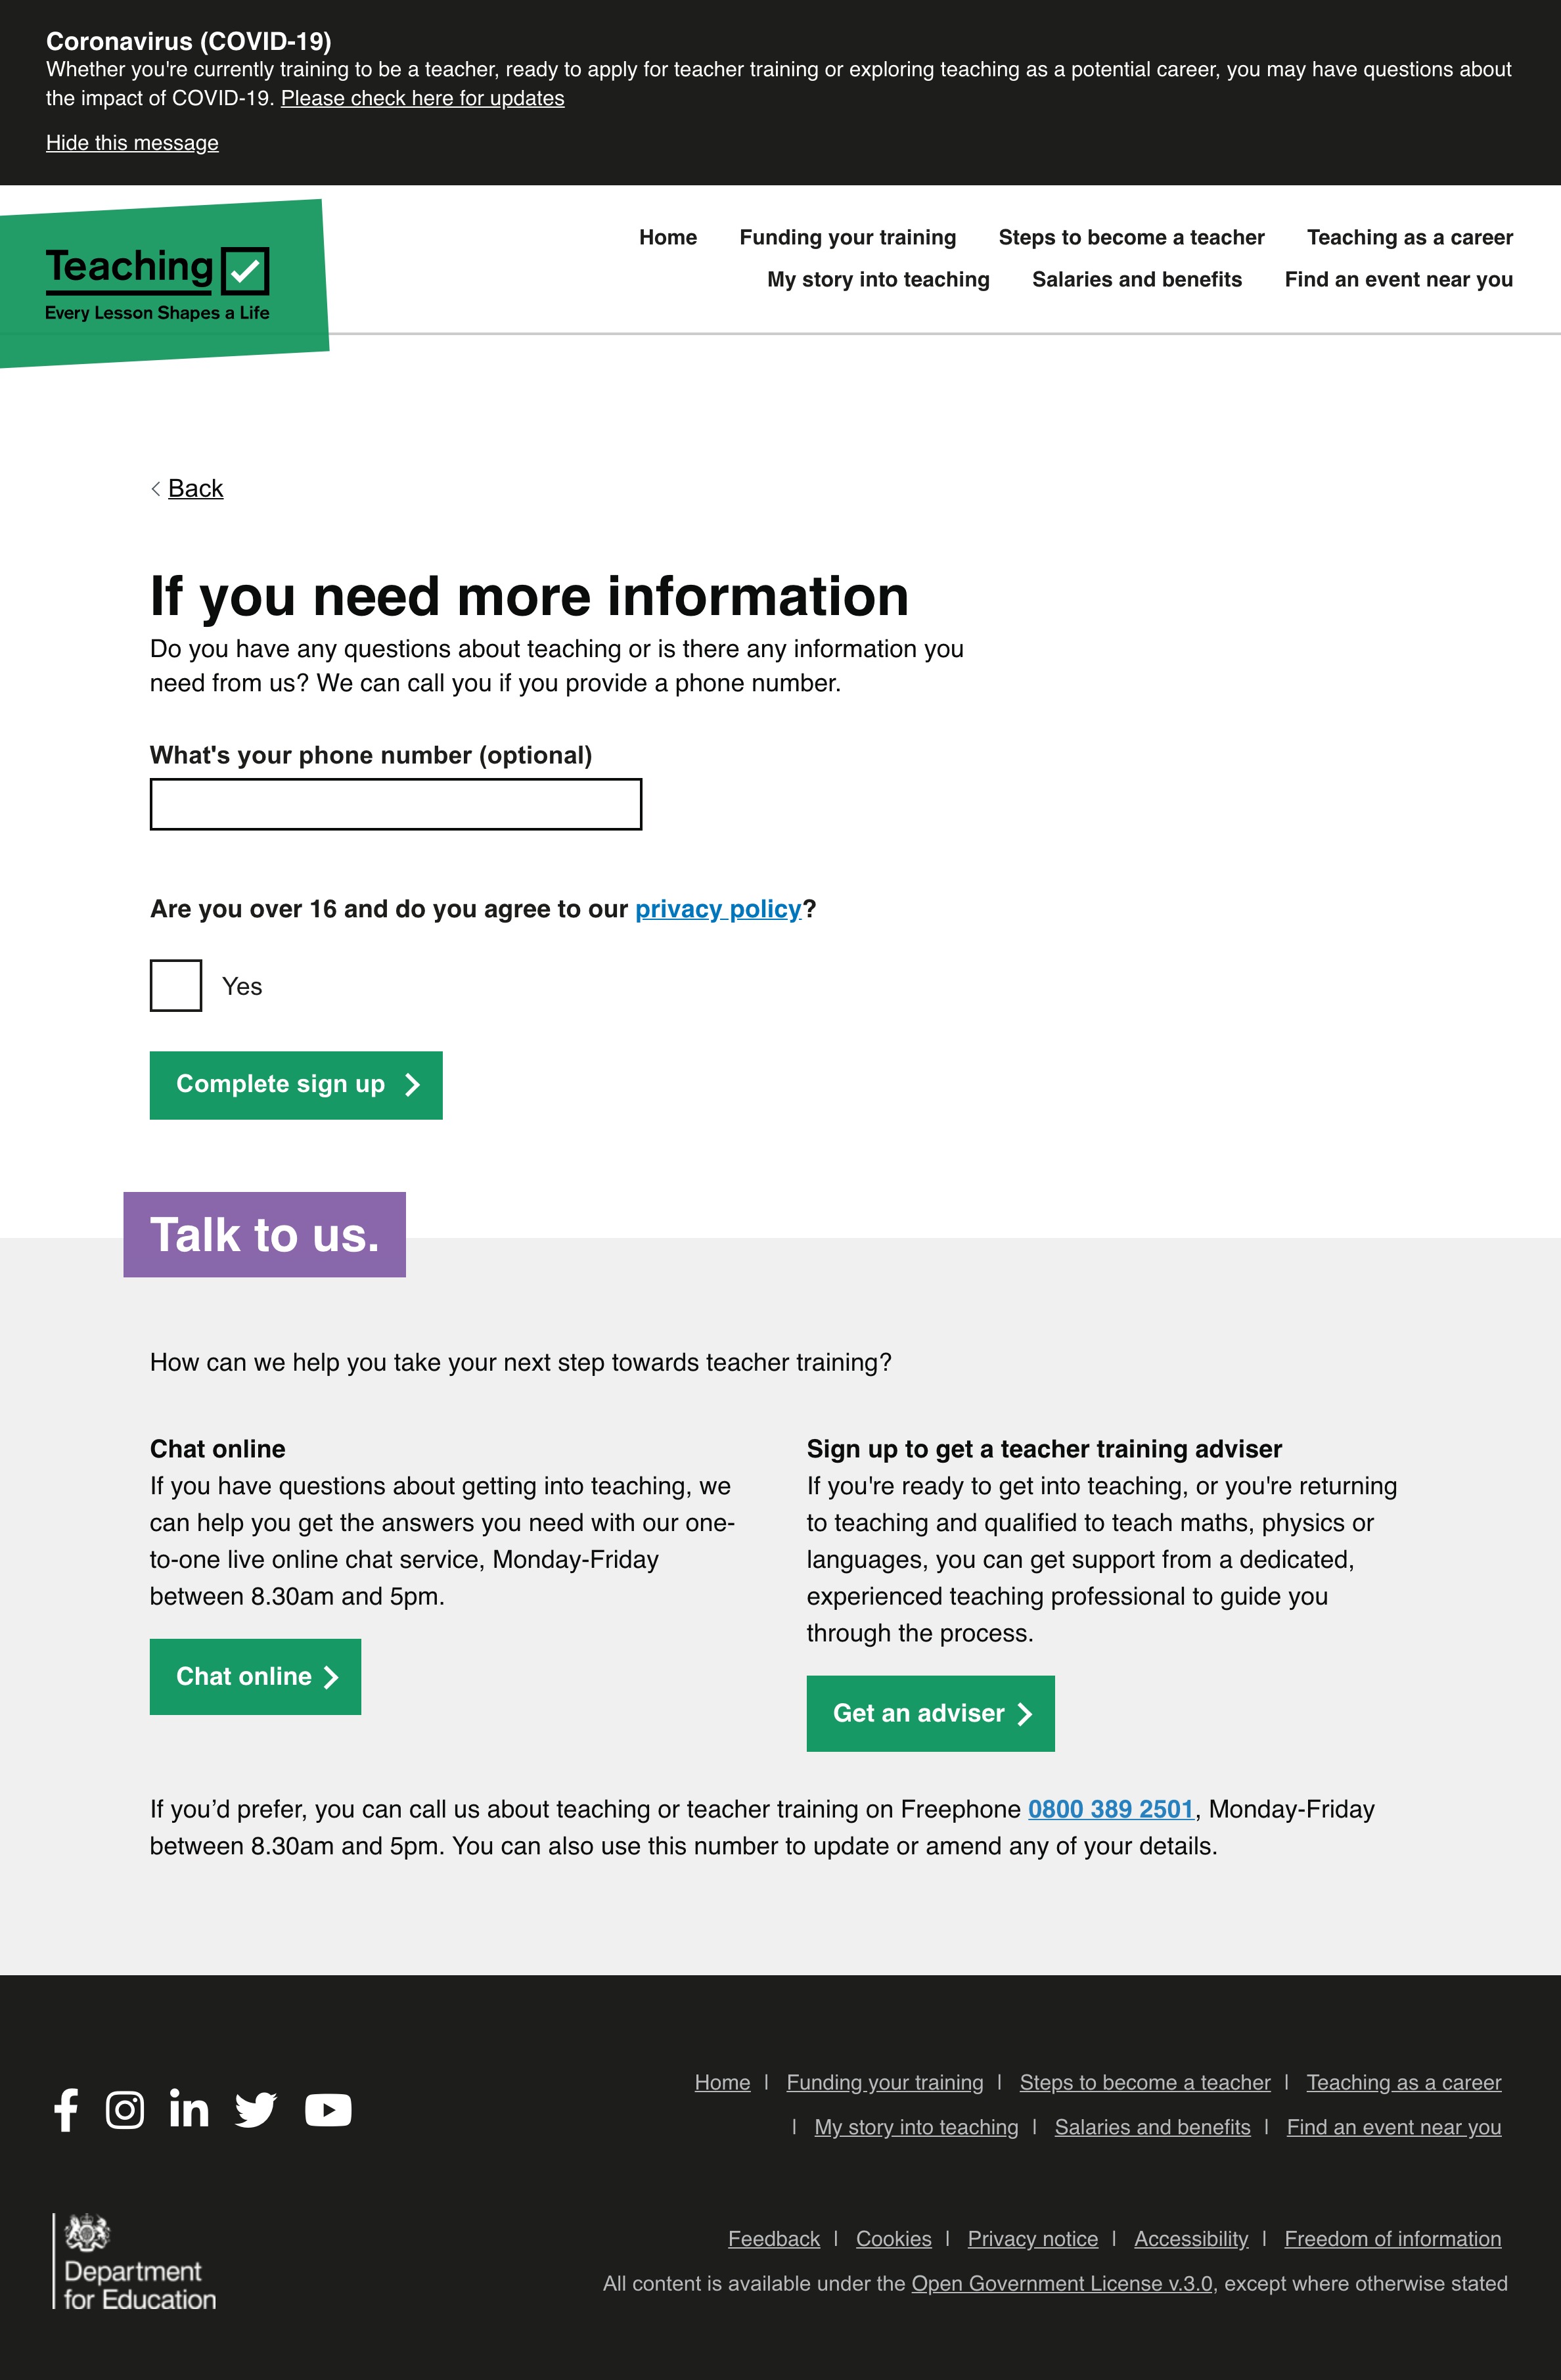 Coronavirus (COVID-19)
Whether you're currently training to be a teacher, ready to apply for teacher training or exploring teaching as a potential career, you may have questions about
the impact of COVID-19. Please check here for updates
Hide this message
Teaching
Every Lesson Shapes a Life
Home Funding your training Steps to become a teacher Teaching as a career
My story into teaching Salaries and benefits Find an event near you
Back
If you need more information
Do you have any questions about teaching or is there any information you
need from us? We can call you if you provide a phone number.
What's your phone number (optional)
Are you over 16 and do you agree to our privacy policy?
Yes
Complete sign up
Talk to us.
How can we help you take your next step towards teacher training?
Chat online
If you have questions about getting into teaching, we
can help you get the answers you need with our one-
to-one live online chat service, Monday-Friday
between 8.30am and 5pm.
Chat online
Sign up to get a teacher training adviser
If you're ready to get into teaching, or you're returning
to teaching and qualified to teach maths, physics or
languages, you can get support from a dedicated,
experienced teaching professional to guide you
through the process.
Get an adviser
If you’d prefer, you can call us about teaching or teacher training on Freephone 0800 389 2501, Monday-Friday
between 8.30am and 5pm. You can also use this number to update or amend any of your details.
Home | Funding your training | Steps to become a teacher | Teaching as a career
| My story into teaching | Salaries and benefits | Find an event near you
Department
for Education
Feedback | Cookies | Privacy notice | Accessibility | Freedom of information
All content is available under the Open Government License v.3.0, except where otherwise stated